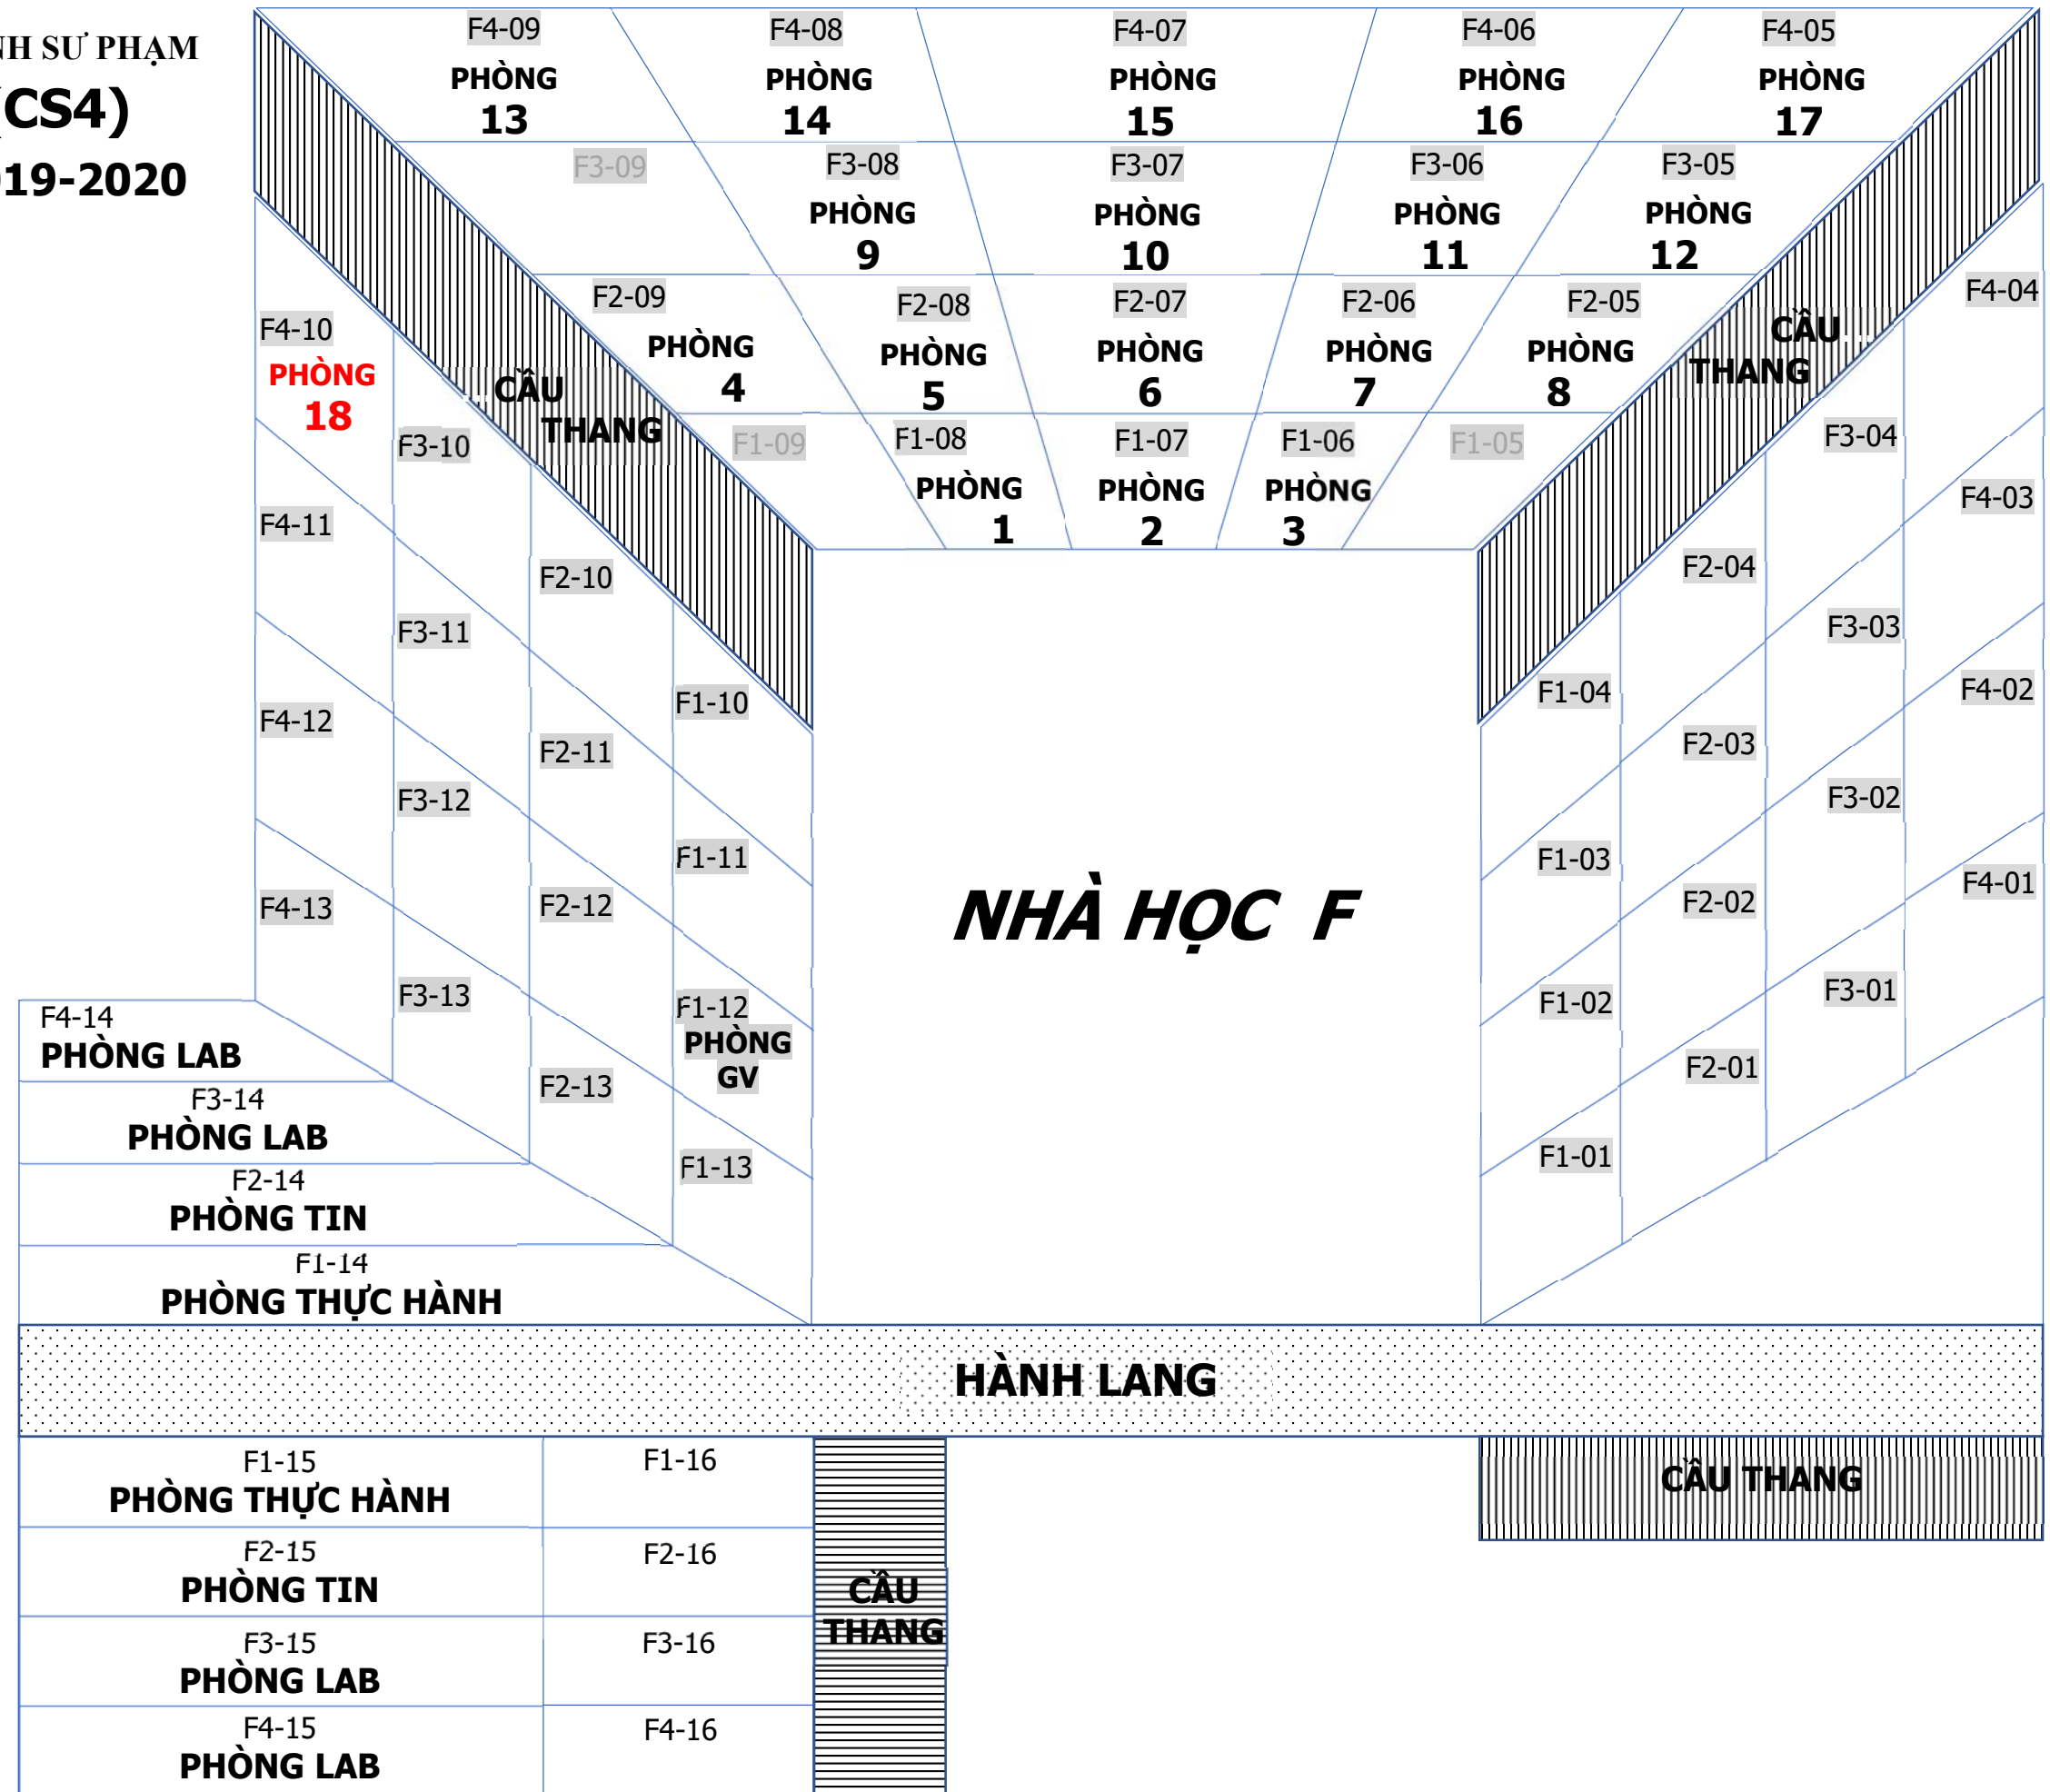 NH SƯ PHẠM
(CS4)
019-2020
F4-09
PHÒNG
13
F4-08
PHÒNG
14
F4-07
PHÒNG
15
F4-06
PHÒNG
16
F4-05
PHÒNG
17
F3-09
F3-08
PHÒNG
9
F3-07
PHÒNG
10
F3-06
PHÒNG
11
F3-05
PHÒNG
12
F2-09
PHÒNG
4
F2-08
PHÒNG
5
F2-07
PHÒNG
6
F2-06
PHÒNG
7
F2-05
PHÒNG
8
F1-09
F1-08
PHÒNG
1
F1-07
PHÒNG
2
F1-06
PHÒNG
3
F1-05
CẦU
THANG
CẦU
THANG
F4-10
PHÒNG
18
F3-10
F2-10
F1-10
F4-11
F3-11
F2-11
F1-11
F4-12
F3-12
F2-12
F1-12
PHÒNG
GV
F4-13
F3-13
F2-13
F1-13
NHÀ HỌC F
F4-04
F3-04
F2-04
F1-04
F4-03
F3-03
F2-03
F1-03
F4-02
F3-02
F2-02
F1-02
F4-01
F3-01
F2-01
F1-01
F4-14
PHÒNG LAB
F3-14
PHÒNG LAB
F2-14
PHÒNG TIN
F1-14
PHÒNG THỰC HÀNH
HÀNH LANG
F1-15
PHÒNG THỰC HÀNH
F1-16
F2-15
PHÒNG TIN
F2-16
F3-15
PHÒNG LAB
F3-16
F4-15
PHÒNG LAB
F4-16
CẦU
THANG
CẦU THANG